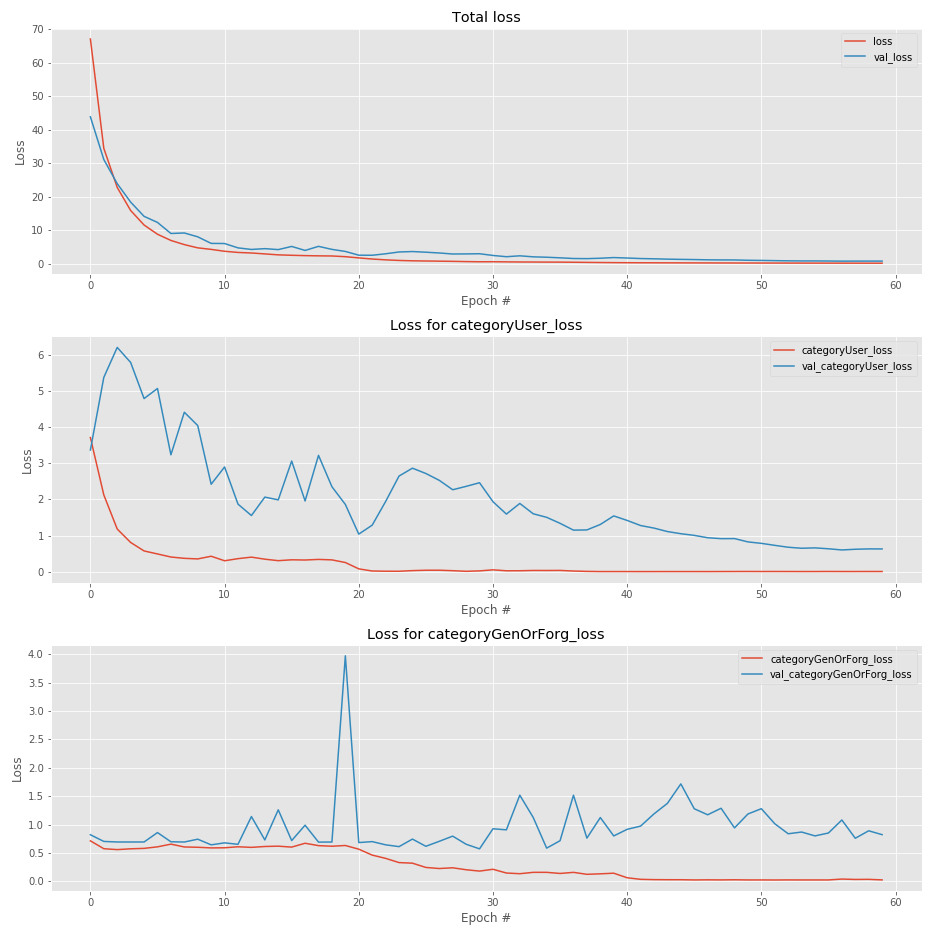 Total loss
70
60
50
40
30
20
10
0
Loss
loss
val_loss
0 10 20 30 40 50 60
Epoch #
Loss for categoryUser_loss
6
5
4
3
2
1
0
Loss
categoryUser_loss
val_categoryUser_loss
0 10 20 30 40 50 60
Epoch #
Loss for categoryGenOrForg_loss
4.0
3.5
3.0
2.5
2.0
1.5
1.0
0.5
0.0
Loss
categoryGenOrForg_loss
val_categoryGenOrForg_loss
0 10 20 30 40 50 60
Epoch #